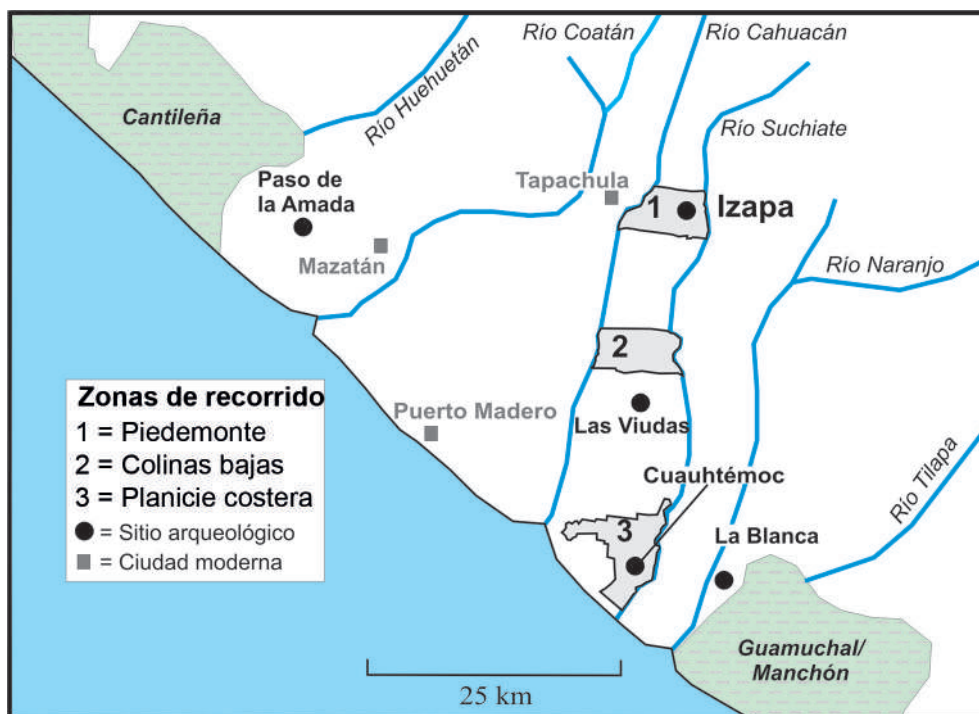 Río Coatán
Río Cahuacán
Río Huehuetán
Cantileña
Río Suchiate
Paso de
la Amada
Tapachula
1
Izapa
Mazatán
Río Naranjo
2
Zonas de recorrido
1 = Piedemonte
2 = Colinas bajas
3 = Planicie costera
= Sitio arqueológico
= Ciudad moderna
Puerto Madero
Las Viudas
Cuauhtémoc
Río Tilapa
3
La Blanca
Guamuchal/
Manchón
25 km